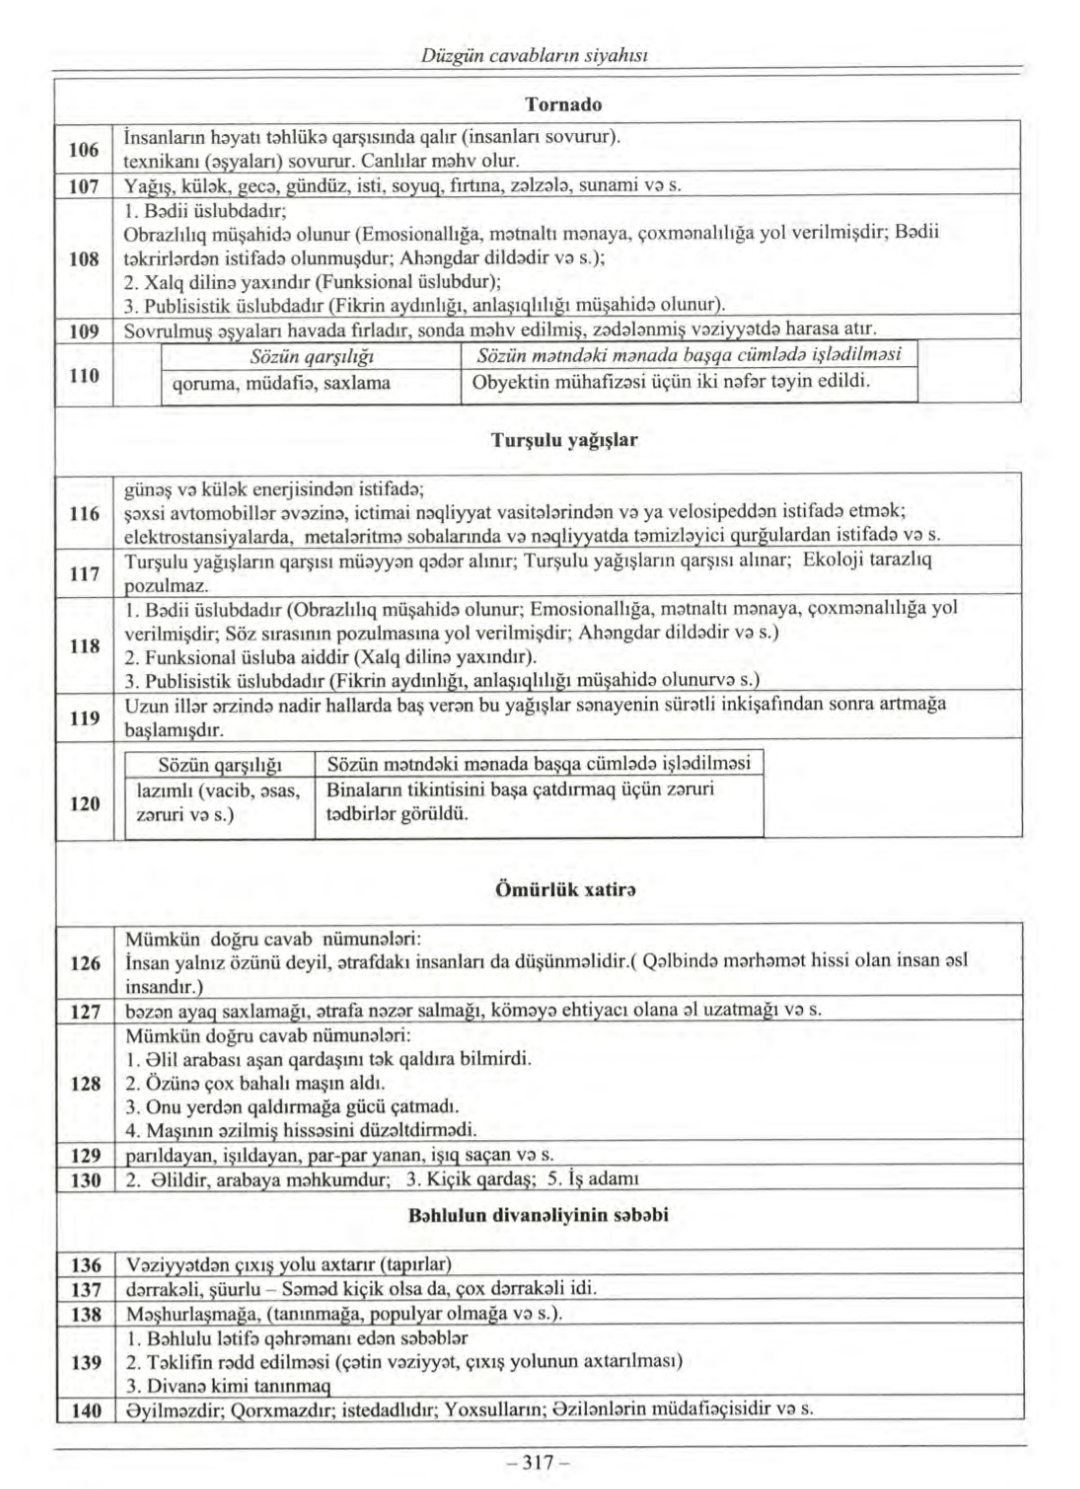 Düzgün cavabların siyahısı
Tornado
106
İnsanların həyatı təhlükə qarşısında qalır (insanları sovurur).
texnikanı (əşyaları) sovurur. Canlılar məhv olur.
107 Yağış, külək, gecə, gündüz, isti, soyuq, fırtına, zəlzələ, sunami və s.
1. Bədii üslubdadır;
Obrazlılıq müşahidə olunur (Emosionallığa, mətnaltı mənaya, çoxmənalılığa yol verilmişdir; Bədii
108 təkrirlərdən istifadə olunmuşdur; Ahəngdar dildədir və s.);
2. Xalq dilinə yaxındır (Funksional üslubdur);
3. Publisistik üslubdadır (Fikrin aydınlığı, anlaşıqlılığı müşahidə olunur).
109 Sovrulmuş əşyaları havada fırladır, sonda məhv edilmiş, zədələnmiş vəziyyətdə harasa atır.
110
Sözün qarşılığı Sözün mətndəki mənada başqa cümlədə işlədilməsi
qoruma, müdafiə, saxlama Obyektin mühafizəsi üçün iki nəfər təyin edildi.
Turşulu yağışlar
günəş və külək enerjisindən istifadə;
116 şəxsi avtomobillər əvəzinə, ictimai nəqliyyat vasitələrindən və ya velosipeddən istifadə etmək;
elektrostansiyalarda, metaləritmə sobalarında və nəqliyyatda təmizləyici qurğulardan istifadə və s.
117
Turşulu yağışların qarşısı müəyyən qədər alınır; Turşulu yağışların qarşısı alınar; Ekoloji tarazlıq
pozulmaz.
1. Bədii üslubdadır (Obrazlılıq müşahidə olunur; Emosionallığa, mətnaltı mənaya, çoxmənalılığa yol
verilmişdir; Söz sırasının pozulmasına yol verilmişdir; Ahəngdar dildədir və s.)
118
2. Funksional üsluba aiddir (Xalq dilinə yaxındır).
3. Publisistik üslubdadır (Fikrin aydınlığı, anlaşıqlılığı müşahidə olunurvə s.)
119
Uzun illər ərzində nadir hallarda baş verən bu yağışlar sənayenin sürətli inkişafından sonra artmağa
başlamışdır.
120
Sözün qarşılığı Sözün mətndəki mənada başqa cümlədə işlədilməsi
lazımlı (vacib, əsas, Binaların tikintisini başa çatdırmaq üçün zəruri
zəruri və s.) tədbirlər görüldü.
Ömürlük xatirə
Mümkün doğru cavab nümunələri:
126 İnsan yalnız özünü deyil, ətrafdakı insanları da düşünməlidir.( Qəlbində mərhəmət hissi olan insan əsl
insandır.)
127 bəzən ayaq saxlamağı, ətrafa nəzər salmağı, köməyə ehtiyacı olana əl uzatmağı və s.
Mümkün doğru cavab nümunələri:
1. Əlil arabası aşan qardaşını tək qaldıra bilmirdi.
128 2. Özünə çox bahalı maşın aldı.
3. Onu yerdən qaldırmağa gücü çatmadı.
4. Maşının əzilmiş hissəsini düzəltdirmədi.
129 parıldayan, işıldayan, par-par yanan, işıq saçan və s.
130 2. Əlildir, arabaya məhkumdur; 3. Kiçik qardaş; 5. İş adamı
Bəhlulun divanəliyinin səbəbi
136 Vəziyyətdən çıxış yolu axtarır (tapırlar)
137 dərrakəli, şüurlu – Səməd kiçik olsa da, çox dərrakəli idi.
138 Məşhurlaşmağa, (tanınmağa, populyar olmağa və s.).
1. Bəhlulu lətifə qəhrəmanı edən səbəblər
139 2. Təklifin rədd edilməsi (çətin vəziyyət, çıxış yolunun axtarılması)
3. Divanə kimi tanınmaq
140 Əyilməzdir; Qorxmazdır; istedadlıdır; Yoxsulların; Əzilənlərin müdafiəçisidir və s.
– 317 –